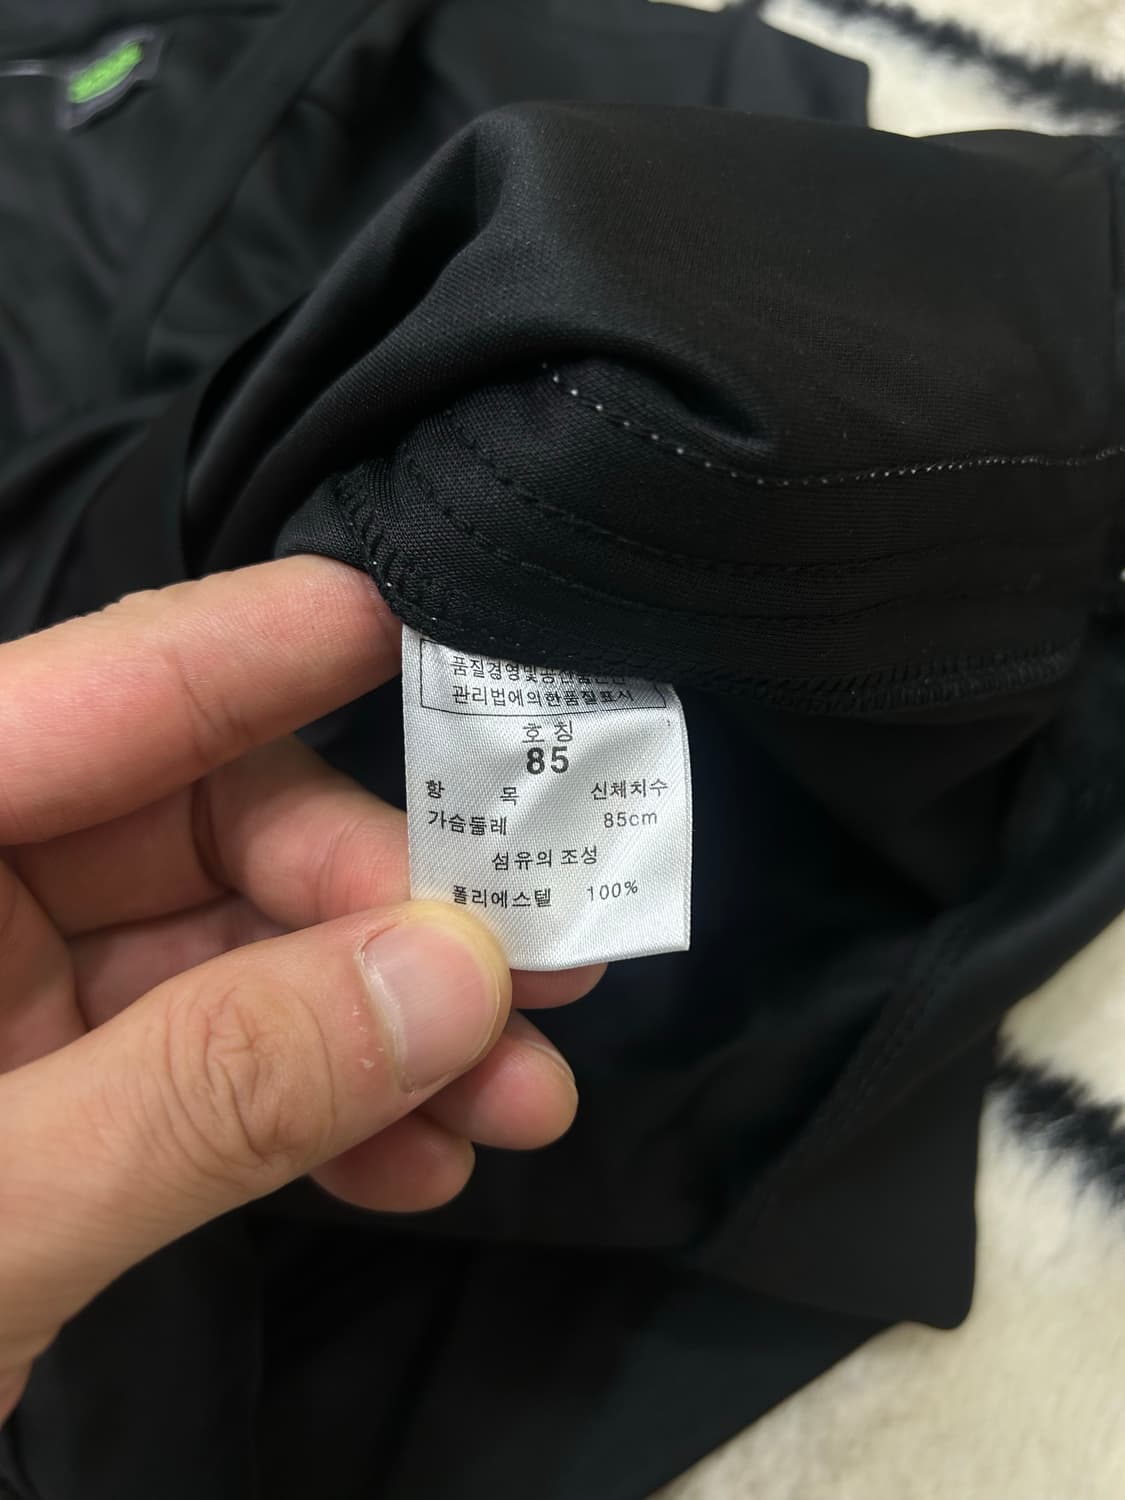 품질경영및공산품안전
관리법에의한품질표시
호 칭
85
항 목 신체치수
가슴둘레 85cm
섬유의 조성
폴리에스텔 100%